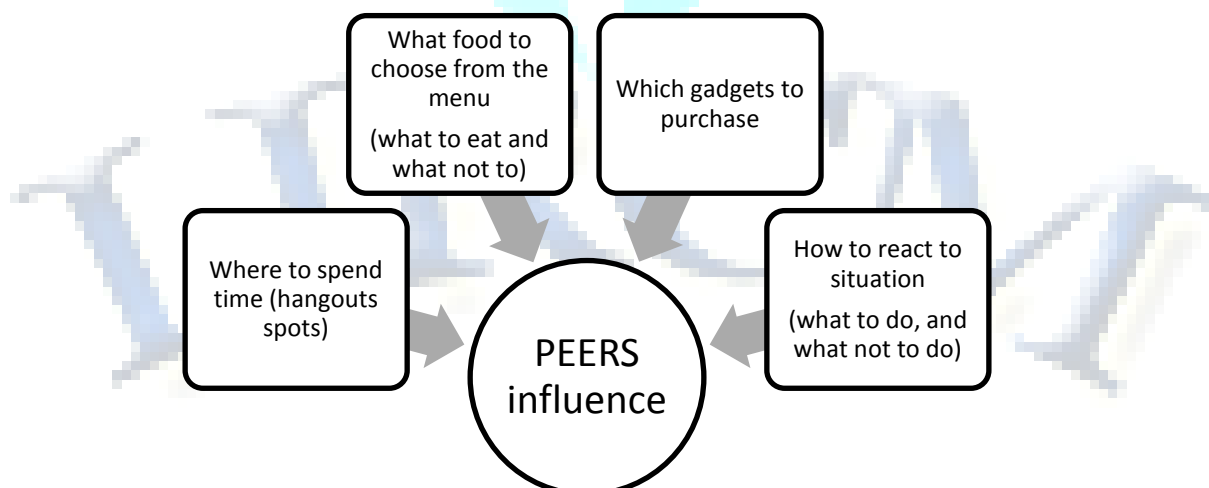 What food to
choose from the
menu
(what to eat and
what not to)
Which gadgets to
purchase
Where to spend
time (hangouts
spots)
How to react to
situation
(what to do, and
what not to do)
PEERS
influence